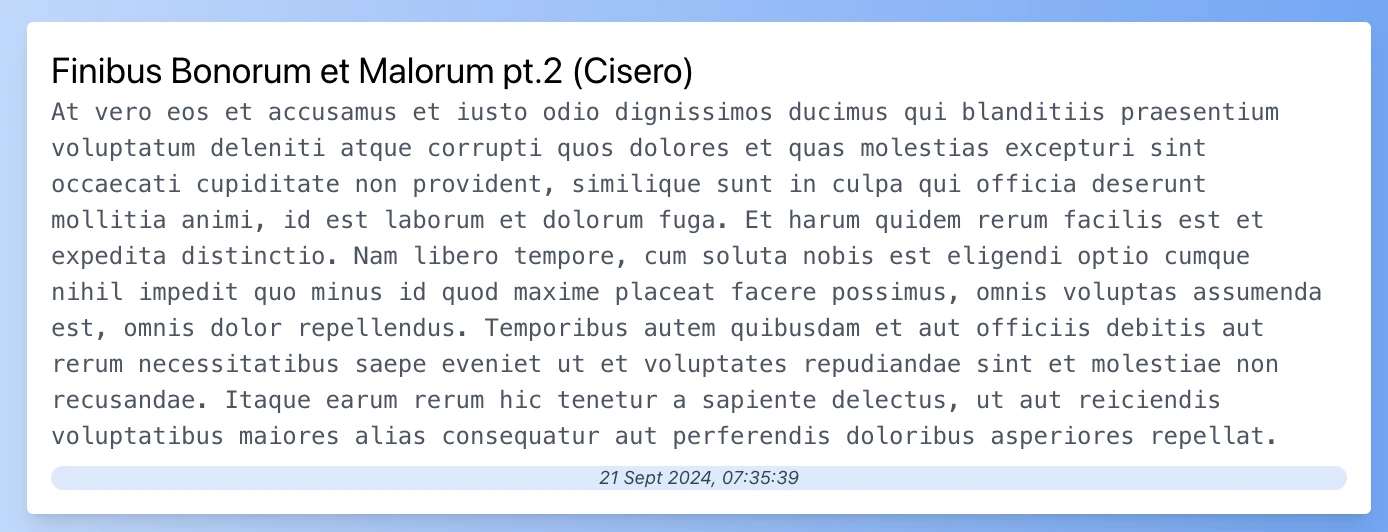 Finibus Bonorum et Malorum pt.2 (Cisero)
At vero eos et accusamus et iusto odio dignissimos ducimus qui blanditiis praesentium
voluptatum deleniti atque corrupti quos dolores et quas molestias excepturi sint
occaecati cupiditate non provident, similique sunt in culpa qui officia deserunt
mollitia animi, id est laborum et dolorum fuga. Et harum quidem rerum facilis est et
expedita distinctio. Nam libero tempore, cum soluta nobis est eligendi optio cumque
nihil impedit quo minus id quod maxime placeat facere possimus, omnis voluptas assumenda
est, omnis dolor repellendus. Temporibus autem quibusdam et aut officiis debitis aut
rerum necessitatibus saepe eveniet ut et voluptates repudiandae sint et molestiae non
recusandae. Itaque earum rerum hic tenetur a sapiente delectus, ut aut reiciendis
voluptatibus maiores alias consequatur aut perferendis doloribus asperiores repellat.
21 Sept 2024, 07:35:39